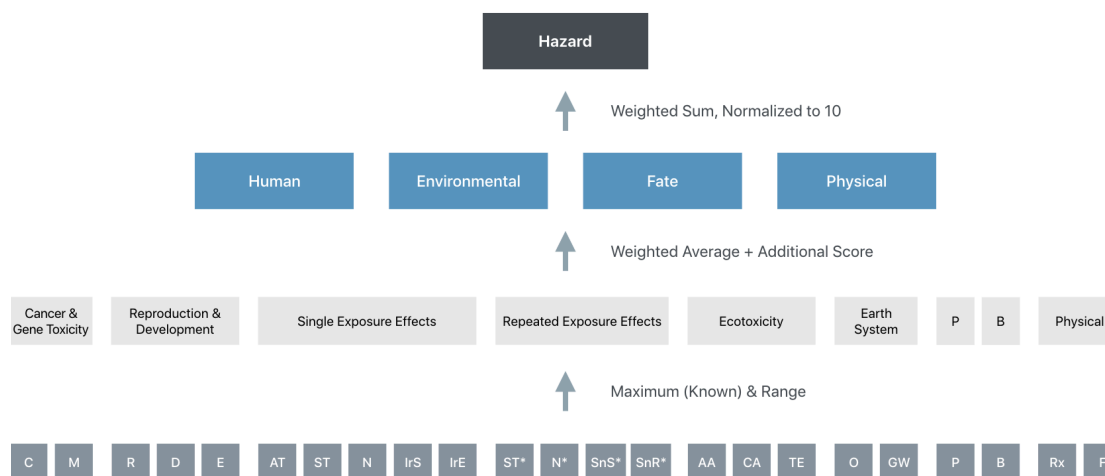 Hazard
Weighted Sum, Normalized to 10
Human Environmental Fate Physical
Weighted Average + Additional Score
Cancer &
Gene Toxicity
Reproduction &
Development
Single Exposure Effects
Repeated Exposure Effects
Ecotoxicity
Earth
System
P
B
Physical
Maximum (Known) & Range
C M R D E AT ST N IrS IrE ST* N* SnS* SnR* AA CA TE O GW P B Rx